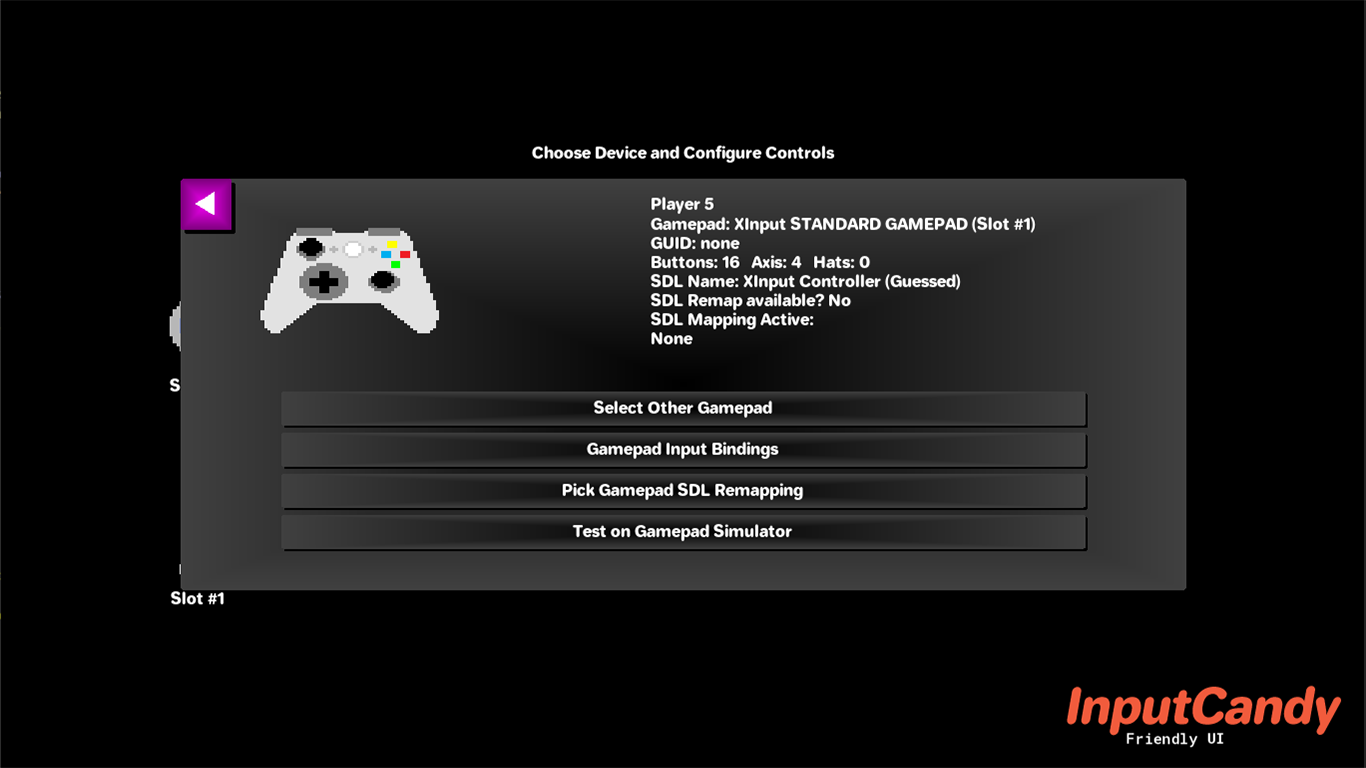 Choose Device and Configure Controls
Player 5
Gamepad: XInput STANDARD GAMEPAD (Slot #1)
GUID: none
Buttons: 16 Axis: 4 Hats: 0
SDL Name: XInput Controller (Guessed)
SDL Remap available? No
SDL Mapping Active:
None
S
Select Other Gamepad
Gamepad Input Bindings
Pick Gamepad SDL Remapping
Test on Gamepad Simulator
Slot #1
InputCandy
Friendly UI